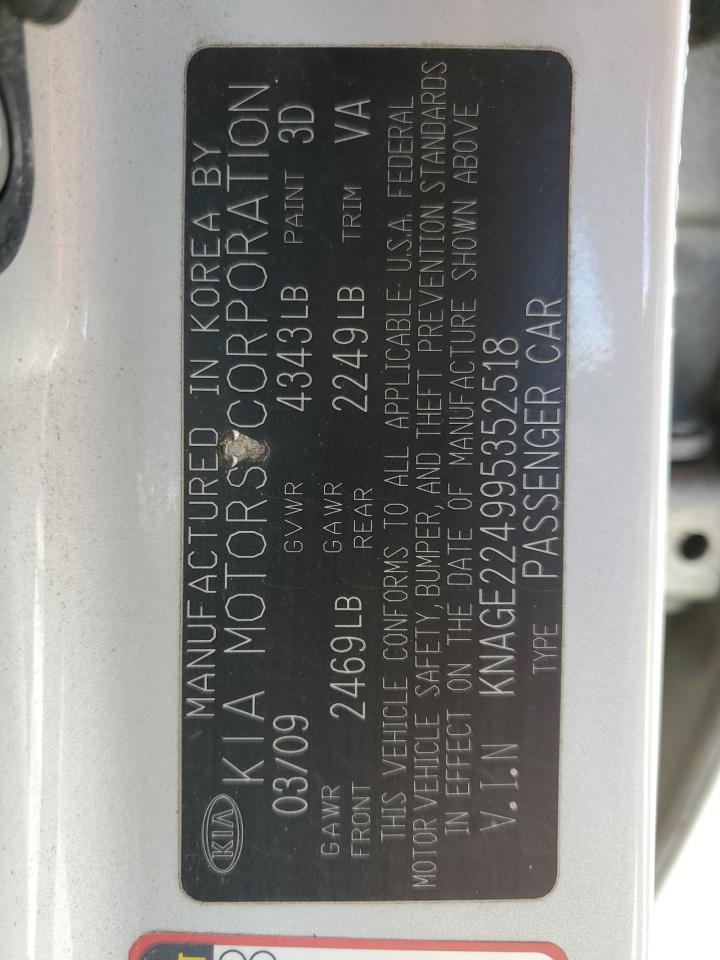 KIA MANUFACTURED IN KOREA BY
KIA MOTORS CORPORATION
03/09 GVWR 4343LB PAINT 3D
GAWR FRONT 2469LB GAWR REAR 2249LB TRIM VA
THIS VEHICLE CONFORMS TO ALL APPLICABLE U.S.A. FEDERAL
MOTOR VEHICLE SAFETY, BUMPER, AND THEFT PREVENTION STANDARDS
IN EFFECT ON THE DATE OF MANUFACTURE SHOWN ABOVE
V.I.N KNAGE224995352518
TYPE PASSENGER CAR